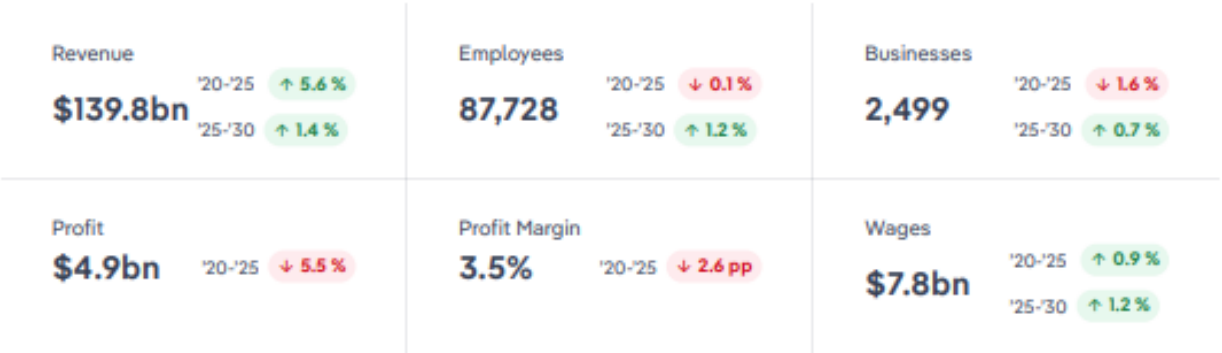 Revenue
$139.8bn
'20-'25 ↑ 5.6 %
'25-'30 ↑ 1.4 %
Employees
87,728
'20-'25 ↓ 0.1 %
'25-'30 ↑ 1.2 %
Businesses
2,499
'20-'25 ↓ 1.6 %
'25-'30 ↑ 0.7 %
Profit
$4.9bn
'20-'25 ↓ 5.5 %
Profit Margin
3.5%
'20-'25 ↓ 2.6 pp
Wages
$7.8bn
'20-'25 ↑ 0.9 %
'25-'30 ↑ 1.2 %